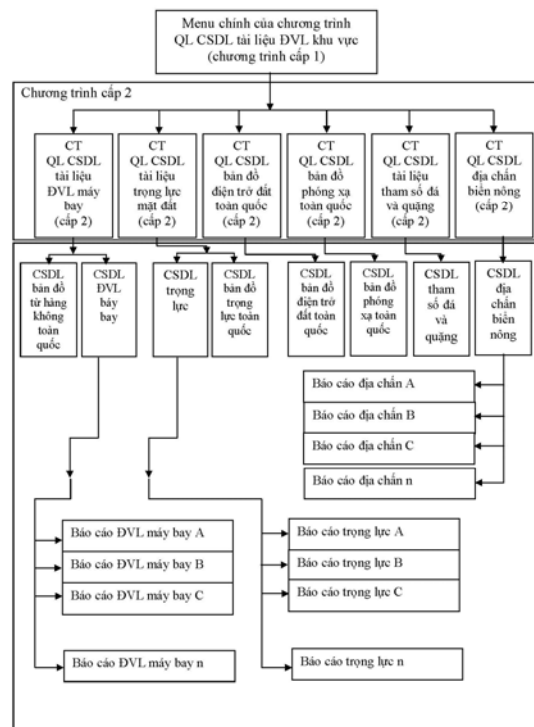 Menu chính của chương trình
QL CSDL tài liệu ĐVL khu vực
(chương trình cấp 1)
Chương trình cấp 2
CT
QL CSDL
tài liệu
ĐVL máy
bay
(cấp 2)
CT
QL CSDL
tài liệu
trọng lực
mặt đất
(cấp 2)
CT
QL CSDL
bản đồ
điện trở đất
toàn quốc
(cấp 2)
CT
QL CSDL
bản đồ
phóng xạ
toàn quốc
(cấp 2)
CT
QL CSDL
tài liệu
tham số đá
và quặng
(cấp 2)
CT
QL CSDL
địa chấn
biển nông
(cấp 2)
CSDL
bản đồ
từ hàng
không toàn
quốc
CSDL
ĐVL
báy
bay
CSDL
trọng
lực
CSDL
bản đồ
trọng
lực toàn
quốc
CSDL
bản đồ
điện trở
đất toàn
quốc
CSDL
bản đồ
phóng
xạ toàn
quốc
CSDL
tham
số đá
và
quặng
CSDL
địa
chấn
biển
nông
Bảo cáo địa chấn A
Báo cáo địa chấn B
Báo cáo địa chấn C
Báo cáo địa chấn n
Báo cáo ĐVL máy bay A
Báo cáo ĐVL máy bay B
Báo cáo ĐVL máy bay C
Báo cáo ĐVL máy bay n
Báo cáo trọng lực A
Báo cáo trọng lực B
Báo cáo trọng lực C
Báo cáo trọng lực n